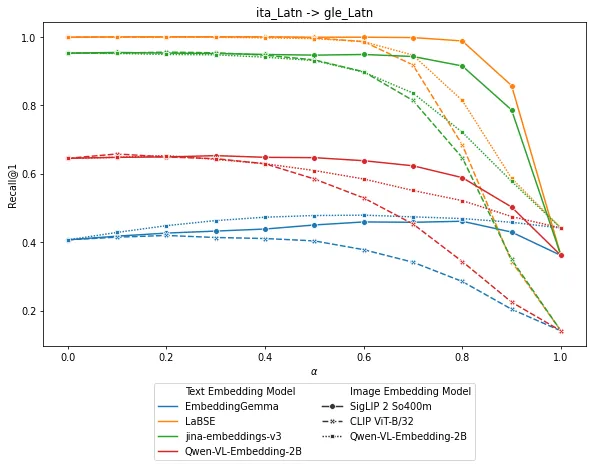 ita_Latn -> gle_Latn
Recall@1
1.0
0.8
0.6
0.4
0.2
0.0 0.2 0.4 0.6 0.8 1.0
α
Text Embedding Model
EmbeddingGemma
LaBSE
jina-embeddings-v3
Qwen-VL-Embedding-2B
Image Embedding Model
SigLIP 2 So400m
CLIP ViT-B/32
Qwen-VL-Embedding-2B